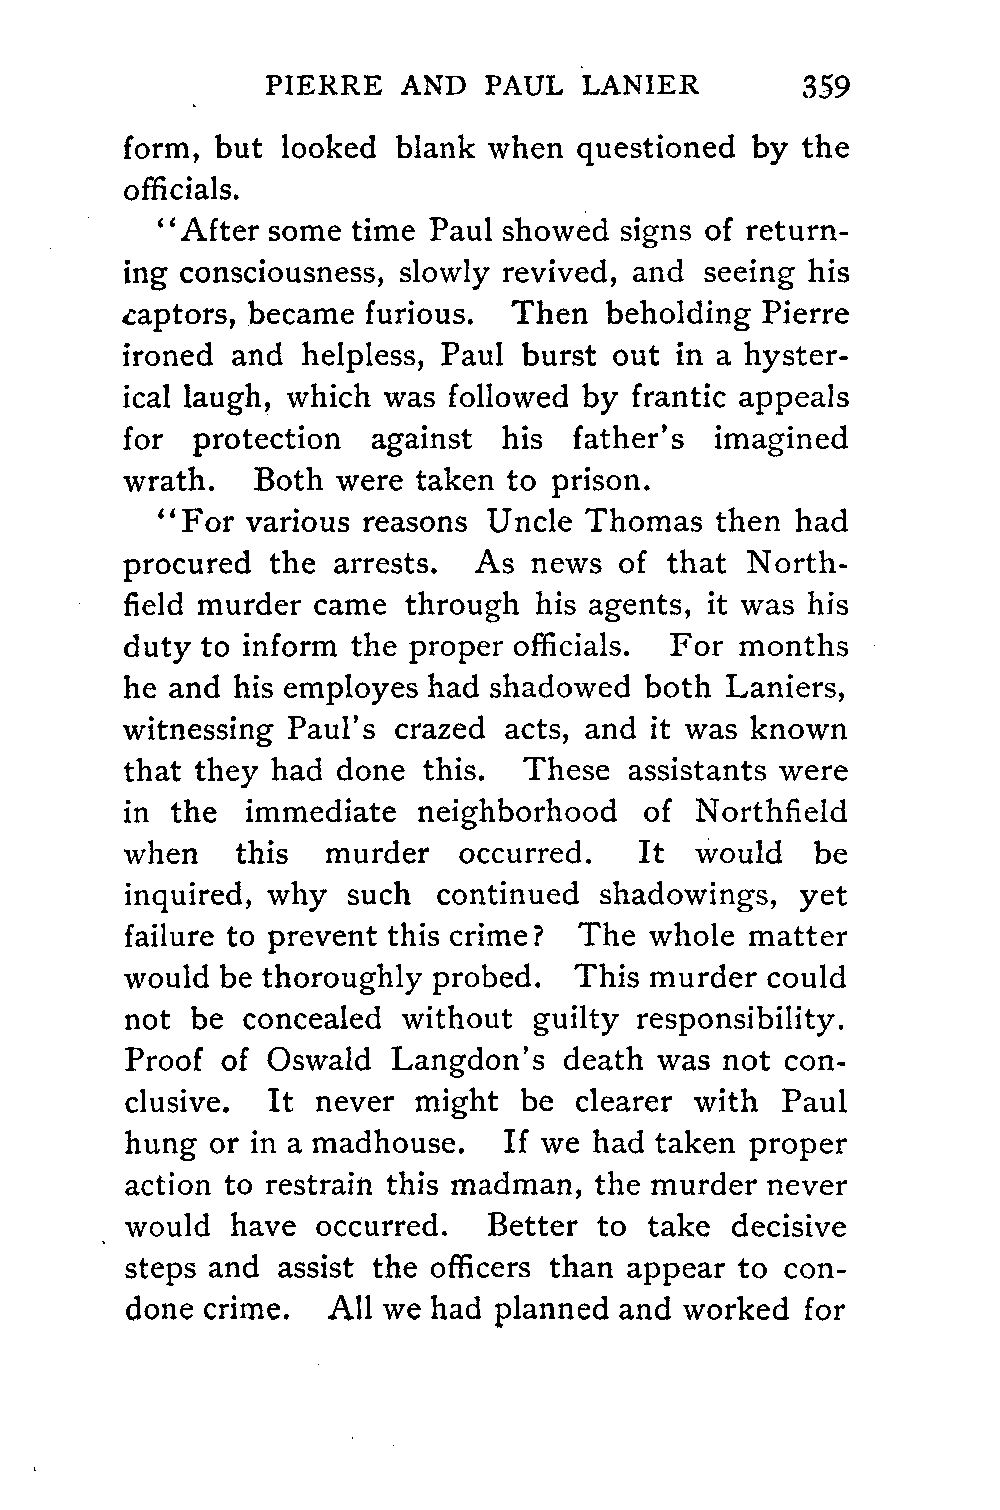 PIERRE AND PAUL LANIER 359
form, but looked blank when questioned by the
officials.
"After some time Paul showed signs of return-
ing consciousness, slowly revived, and seeing his
captors, became furious. Then beholding Pierre
ironed and helpless, Paul burst out in a hyster-
ical laugh, which was followed by frantic appeals
for protection against his father's imagined
wrath. Both were taken to prison.
"For various reasons Uncle Thomas then had
procured the arrests. As news of that North-
field murder came through his agents, it was his
duty to inform the proper officials. For months
he and his employes had shadowed both Laniers,
witnessing Paul's crazed acts, and it was known
that they had done this. These assistants were
in the immediate neighborhood of Northfield
when this murder occurred. It would be
inquired, why such continued shadowings, yet
failure to prevent this crime? The whole matter
would be thoroughly probed. This murder could
not be concealed without guilty responsibility.
Proof of Oswald Langdon's death was not con-
clusive. It never might be clearer with Paul
hung or in a madhouse. If we had taken proper
action to restrain this madman, the murder never
would have occurred. Better to take decisive
steps and assist the officers than appear to con-
done crime. All we had planned and worked for